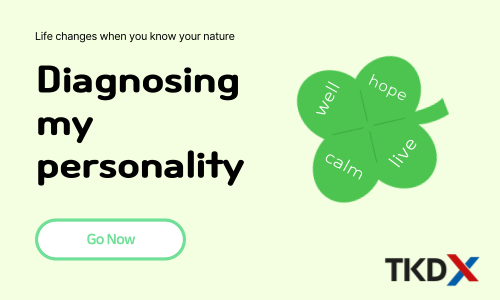 Life changes when you know your nature
Diagnosing
my
personality
well
hope
calm
live
Go Now
TKDX